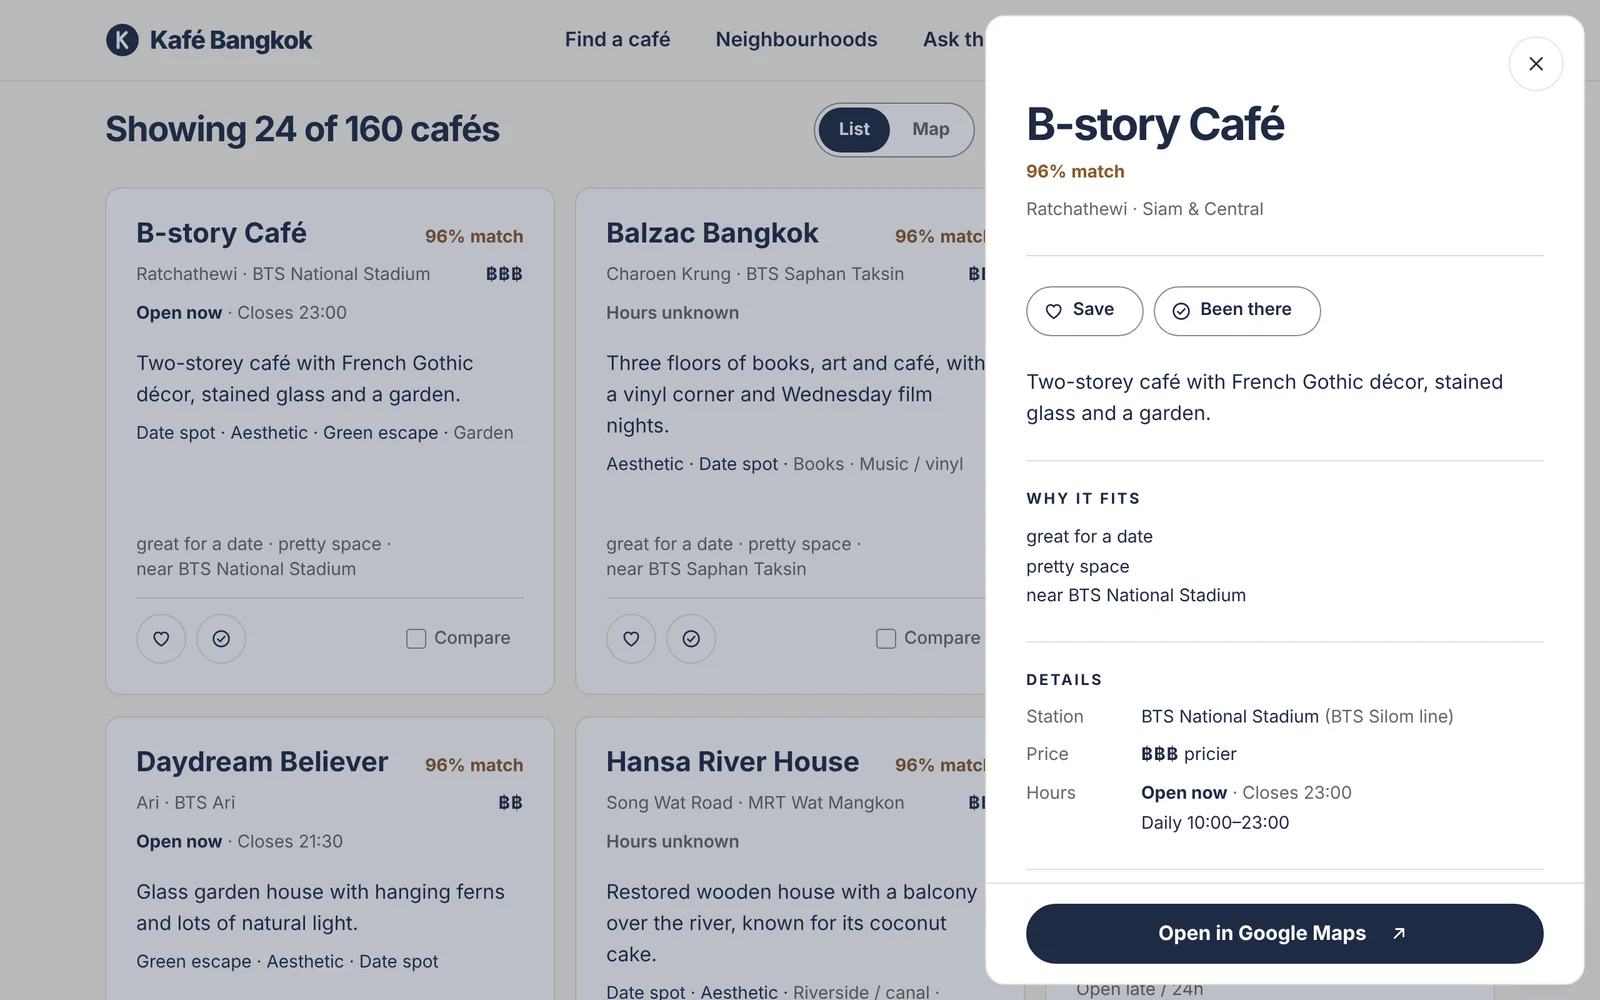 K Kafé Bangkok
Find a café Neighbourhoods Ask th
Showing 24 of 160 cafés
List Map
B-story Café 96% match
Ratchathewi · BTS National Stadium ฿฿฿
Open now · Closes 23:00
Two-storey café with French Gothic
décor, stained glass and a garden.
Date spot · Aesthetic · Green escape · Garden
great for a date · pretty space ·
near BTS National Stadium
Compare
Balzac Bangkok 96% match
Charoen Krung · BTS Saphan Taksin ฿
Hours unknown
Three floors of books, art and café, with
a vinyl corner and Wednesday film
nights.
Aesthetic · Date spot · Books · Music / vinyl
great for a date · pretty space ·
near BTS Saphan Taksin
Compare
Daydream Believer 96% match
Ari · BTS Ari ฿฿
Open now · Closes 21:30
Glass garden house with hanging ferns
and lots of natural light.
Green escape · Aesthetic · Date spot
Hansa River House 96% match
Song Wat Road · MRT Wat Mangkon ฿
Hours unknown
Restored wooden house with a balcony
over the river, known for its coconut
cake.
Date spot · Aesthetic · Riverside / canal ·
Open late / 24h
B-story Café
96% match
Ratchathewi · Siam & Central
Save Been there
Two-storey café with French Gothic décor, stained
glass and a garden.
WHY IT FITS
great for a date
pretty space
near BTS National Stadium
DETAILS
Station BTS National Stadium (BTS Silom line)
Price ฿฿฿ pricier
Hours Open now · Closes 23:00
Daily 10:00–23:00
Open in Google Maps